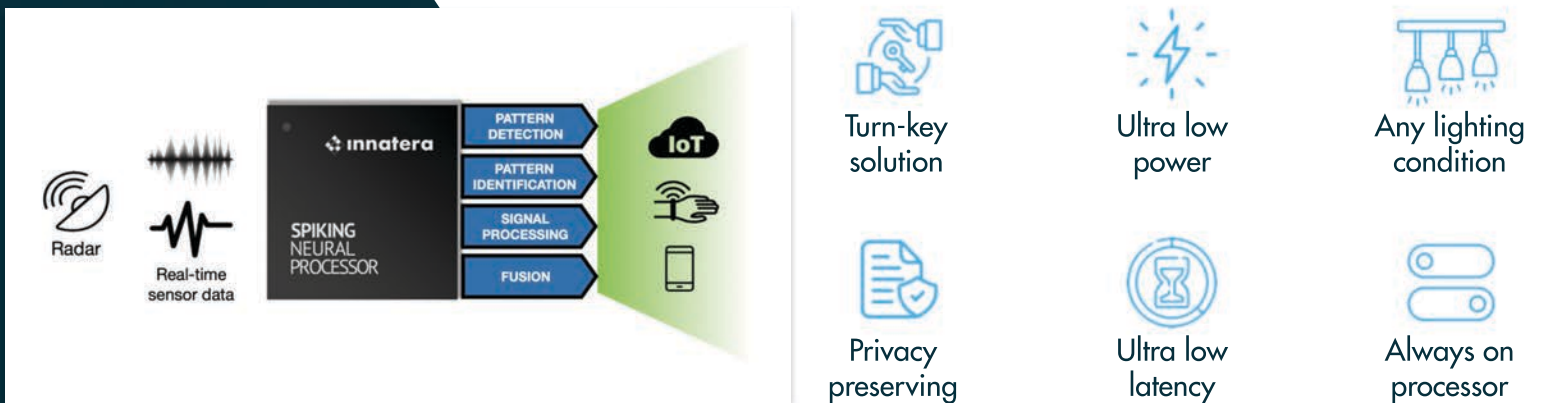 Radar
Real-time
sensor data
ınnatera
SPIKING
NEURAL
PROCESSOR
PATTERN
DETECTION
PATTERN
IDENTIFICATION
SIGNAL
PROCESSING
FUSION
IoT
Turn-key
solution
Ultra low
power
Any lighting
condition
Privacy
preserving
Ultra low
latency
Always on
processor